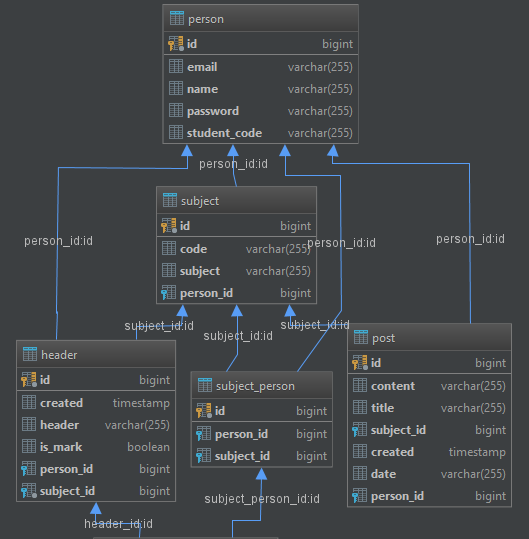 person
id bigint
email varchar(255)
name varchar(255)
password varchar(255)
student_code varchar(255)
person_id:id
subject
id bigint
code varchar(255)
subject varchar(255)
person_id bigint
person_id:id
person_id:id
person_id:id
subject_id:id
subject_id:id
subject_id:id
header
id bigint
created timestamp
header varchar(255)
is_mark boolean
person_id bigint
subject_id bigint
subject_person
id bigint
person_id bigint
subject_id bigint
post
id bigint
content varchar(255)
title varchar(255)
subject_id bigint
created timestamp
date varchar(255)
person_id bigint
subject_person_id:id
header_id:id